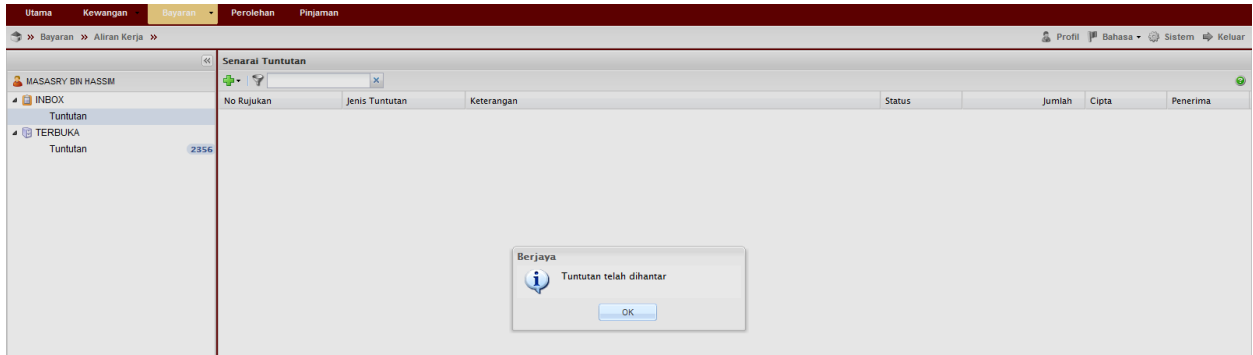 Utama Kewangan Bayaran Perolehan Pinjaman
» Bayaran » Aliran Kerja » Profil Bahasa Sistem Keluar
« Senarai Tuntutan
MASASRY BIN HASSIM
INBOX
No Rujukan Jenis Tuntutan Keterangan Status Jumlah Cipta Penerima
Tuntutan
TERBUKA
Tuntutan 2356
Berjaya
Tuntutan telah dihantar
OK